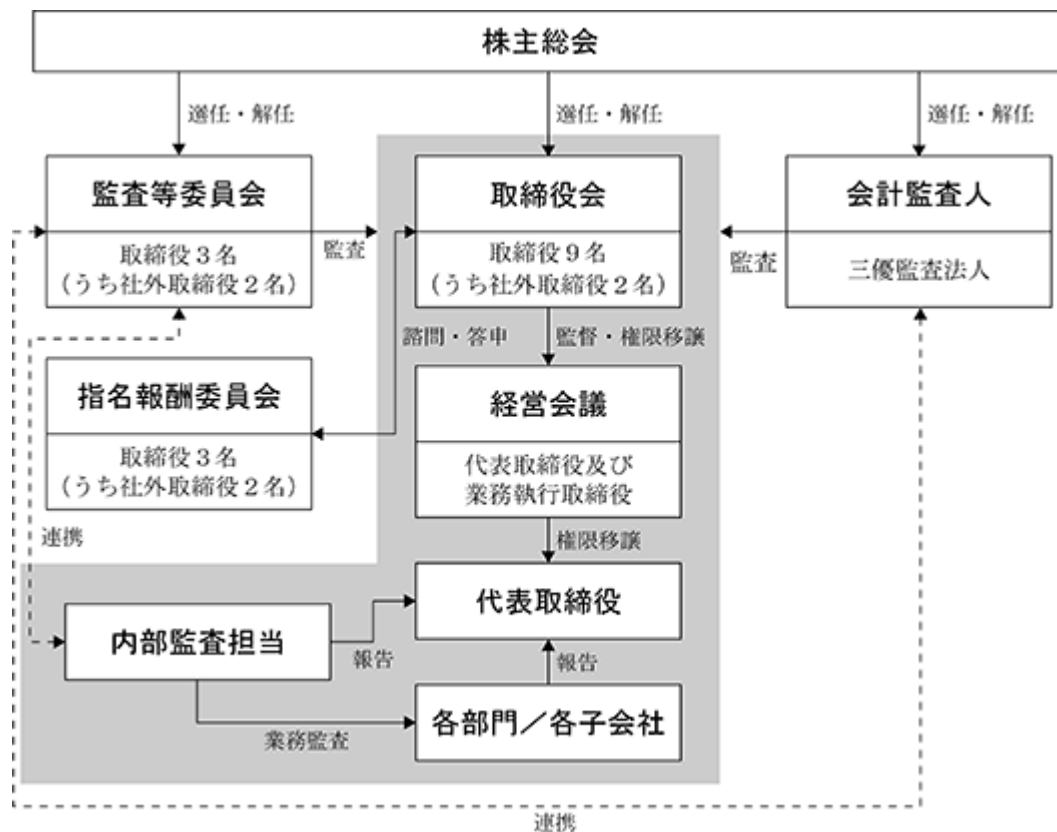 株主総会
選任・解任
選任・解任
選任・解任
監査等委員会
取締役3名
（うち社外取締役2名）
監査
取締役会
取締役9名
（うち社外取締役2名）
会計監査人
三優監査法人
監査
諮問・答申
監督・権限移譲
指名報酬委員会
取締役3名
（うち社外取締役2名）
経営会議
代表取締役及び
業務執行取締役
連携
権限移譲
代表取締役
内部監査担当
報告
報告
各部門／各子会社
業務監査
連携